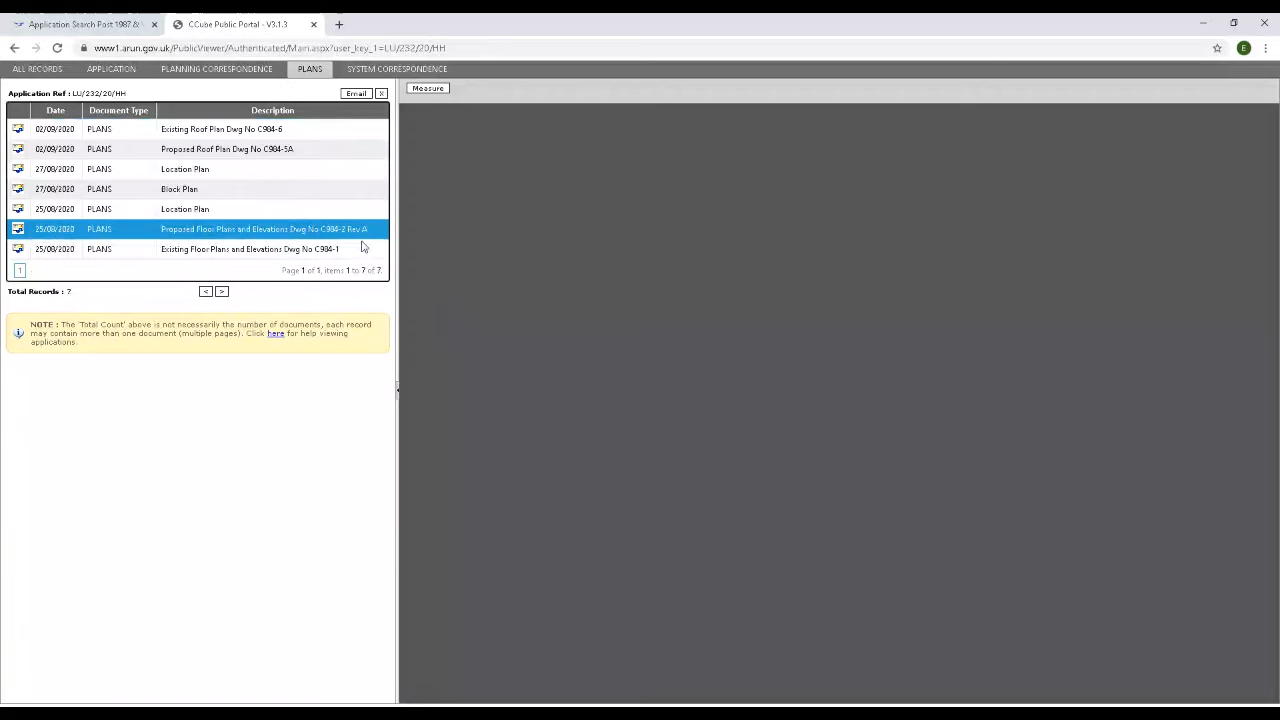 Application Search Post 1987 &
CCube Public Portal - V3.1.3
www1.arun.gov.uk/PublicViewer/Authenticated/Main.aspx?user_key_1=LU/232/20/HH
E
ALL RECORDS APPLICATION PLANNING CORRESPONDENCE PLANS SYSTEM CORRESPONDENCE
Application Ref : LU/232/20/HH Email X
Measure
Date Document Type Description
02/09/2020 PLANS Existing Roof Plan Dwg No C984-6
02/09/2020 PLANS Proposed Roof Plan Dwg No C984-5A
27/08/2020 PLANS Location Plan
27/08/2020 PLANS Block Plan
25/08/2020 PLANS Location Plan
25/08/2020 PLANS Proposed Floor Plans and Elevations Dwg No C984-2 Rev A
25/08/2020 PLANS Existing Floor Plans and Elevations Dwg No C984-1
1 Page 1 of 1, items 1 to 7 of 7.
Total Records : 7 < >
NOTE : The 'Total Count' above is not necessarily the number of documents, each record
may contain more than one document (multiple pages). Click here for help viewing
applications.